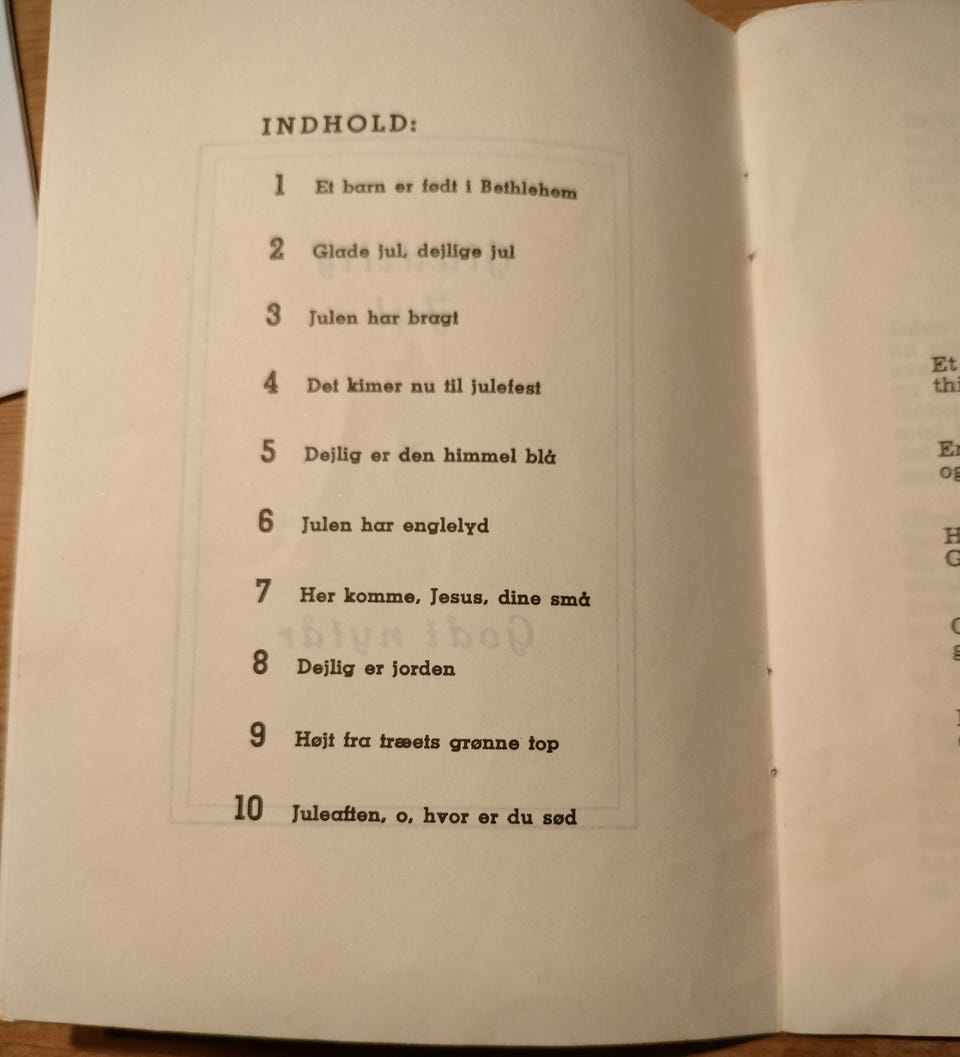 INDHOLD:
1 Et barn er født i Bethlehem
2 Glade jul, dejlige jul
3 Julen har bragt
4 Det kimer nu til julefest
5 Dejlig er den himmel blå
6 Julen har englelyd
7 Her komme, Jesus, dine små
8 Dejlig er jorden
9 Højt fra træets grønne top
10 Juleaften, o, hvor er du sød
Godt nytår
Et